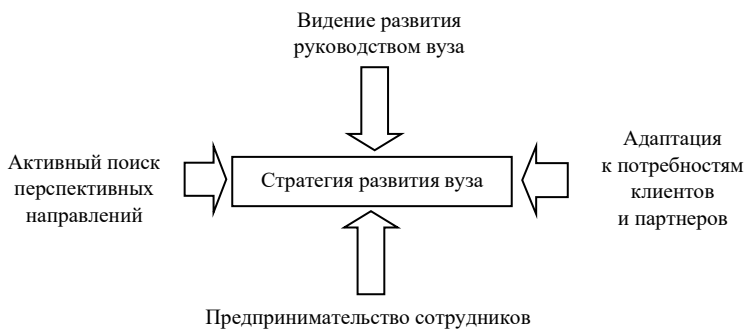 Видение развития
руководством вуза
Активный поиск
перспективных
направлений
Стратегия развития вуза
Адаптация
к потребностям
клиентов
и партнеров
Предпринимательство сотрудников